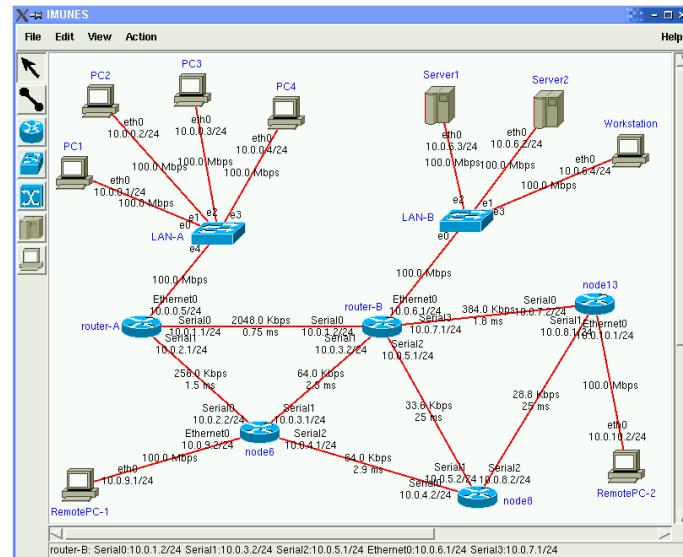 IMUNES
File Edit View Action Help
PC2
PC3
PC4
Server1
Server2
Workstation
PC1
eth0
10.0.0.2/24
eth0
10.0.0.3/24
eth0
10.0.0.4/24
eth0
10.0.6.3/24
eth0
10.0.6.2/24
eth0
10.0.6.4/24
eth0
10.0.0.1/24
100.0 Mbps
100.0 Mbps
100.0 Mbps
100.0 Mbps
100.0 Mbps
100.0 Mbps
100.0 Mbps
e0
e1
e2
e3
e4
LAN-A
e2
e1
e3
e0
LAN-B
100.0 Mbps
100.0 Mbps
Ethernet0
10.0.0.5/24
router-A
Serial0
10.0.1.1/24
2048.0 Kbps
0.75 ms
Serial1
10.0.2.1/24
router-B
Ethernet0
10.0.6.1/24
Serial0
10.0.1.2/24
Serial1
10.0.3.2/24
Serial3
10.0.7.1/24
Serial2
10.0.5.1/24
384.0 Kbps
1.8 ms
node13
Serial0
10.0.7.2/24
Serial1
10.0.8.1/24
Ethernet0
10.0.10.1/24
256.0 Kbps
1.5 ms
64.0 Kbps
33.6 Kbps
25 ms
28.8 Kbps
25 ms
100.0 Mbps
Serial0
10.0.2.2/24
Serial1
10.0.3.1/24
Ethernet0
10.0.9.2/24
Serial2
10.0.4.1/24
node6
100.0 Mbps
64.0 Kbps
2.9 ms
eth0
10.0.9.1/24
RemotePC-1
Serial1
10.0.5.2/24
Serial2
10.0.8.2/24
Serial0
10.0.4.2/24
node8
eth0
10.0.10.2/24
RemotePC-2
router-B: Serial0:10.0.1.2/24 Serial1:10.0.3.2/24 Serial2:10.0.5.1/24 Ethernet0:10.0.6.1/24 Serial3:10.0.7.1/24